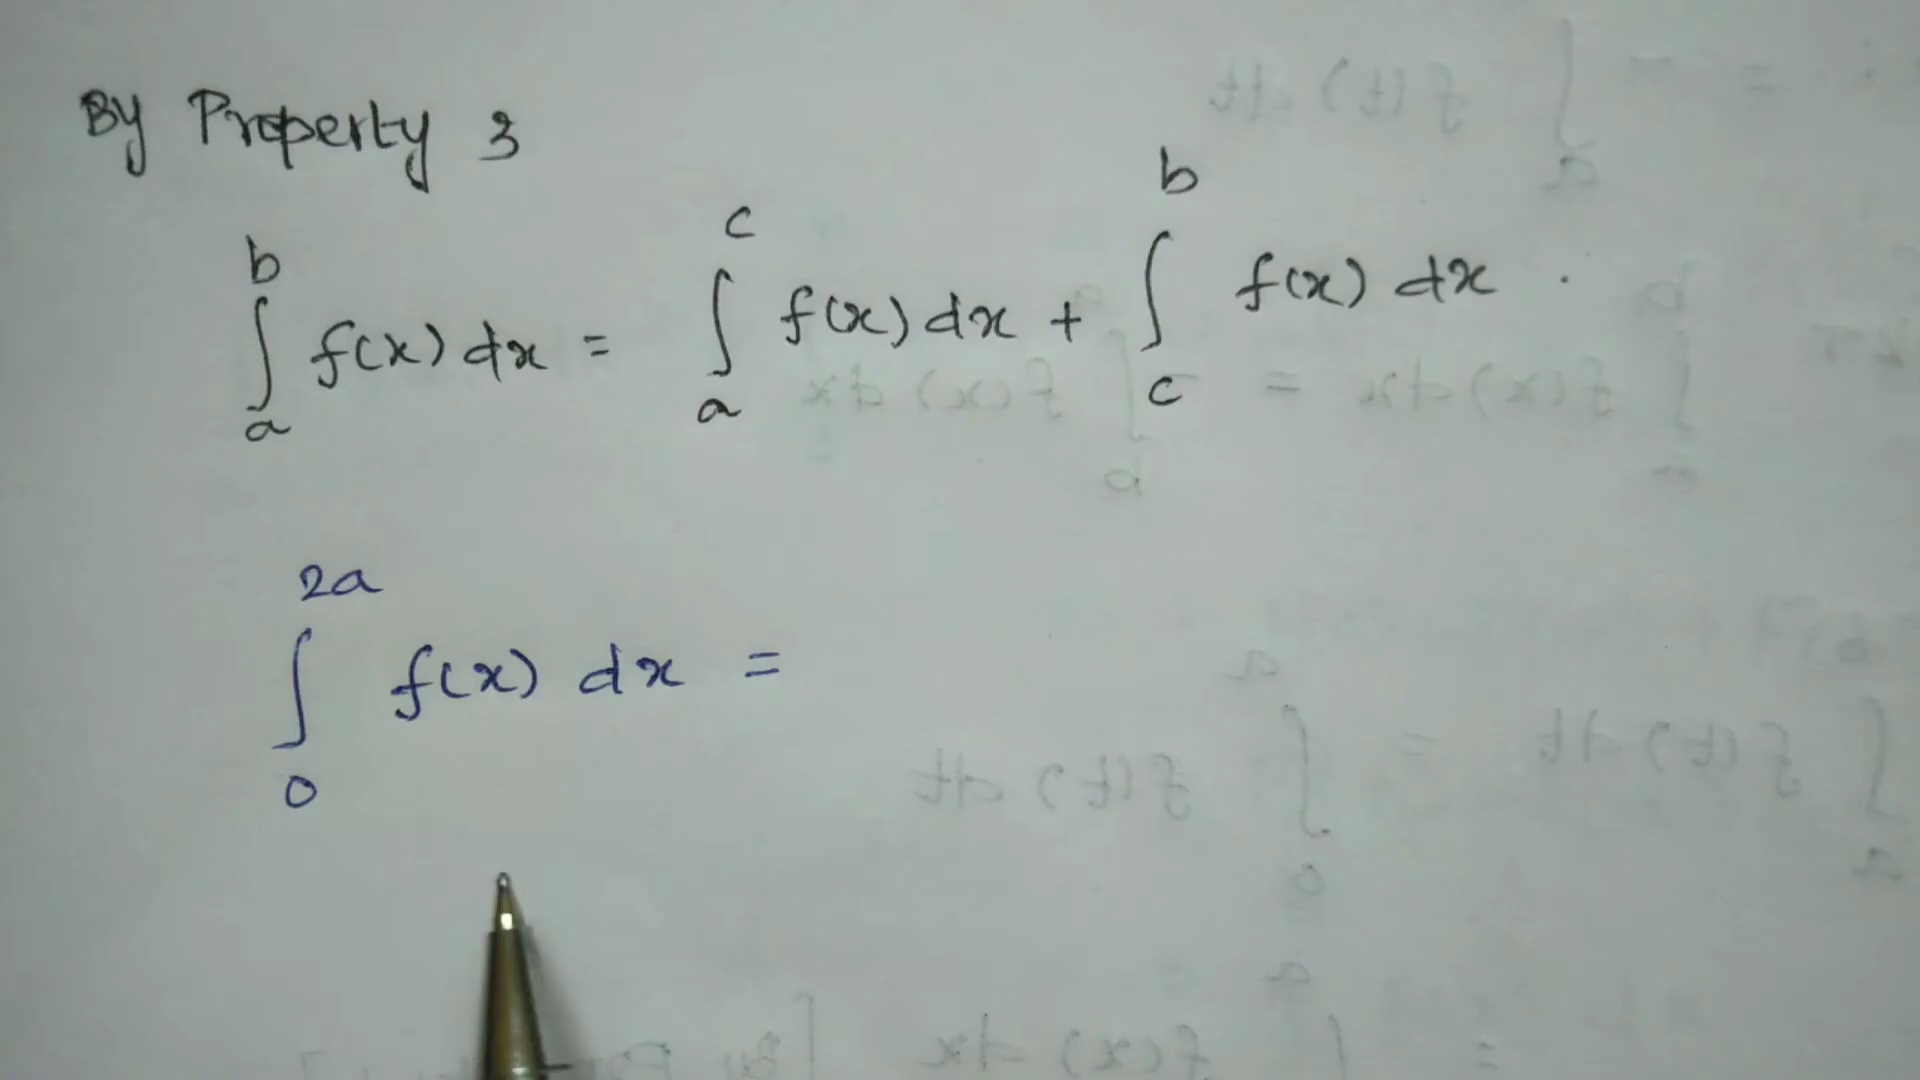 By Property 3
∫_a^b f(x) dx = ∫_a^c f(x) dx + ∫_c^b f(x) dx .
∫_0^{2a} f(x) dx =